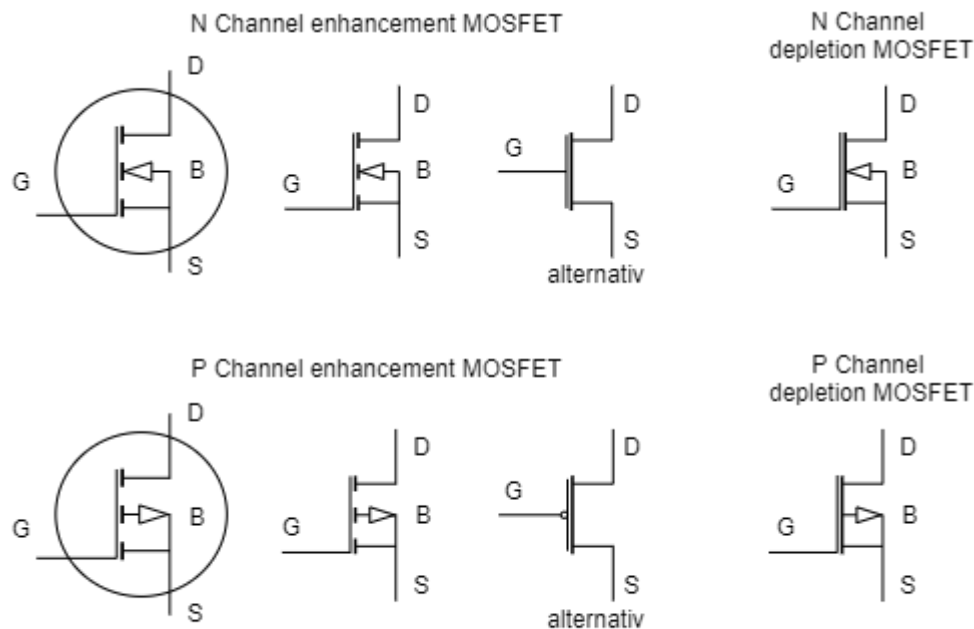 N Channel enhancement MOSFET
N Channel
depletion MOSFET
D
G
B
S
D
G
B
S
D
G
S
alternativ
D
G
B
S
P Channel enhancement MOSFET
P Channel
depletion MOSFET
D
G
B
S
D
G
B
S
D
G
S
alternativ
D
G
B
S